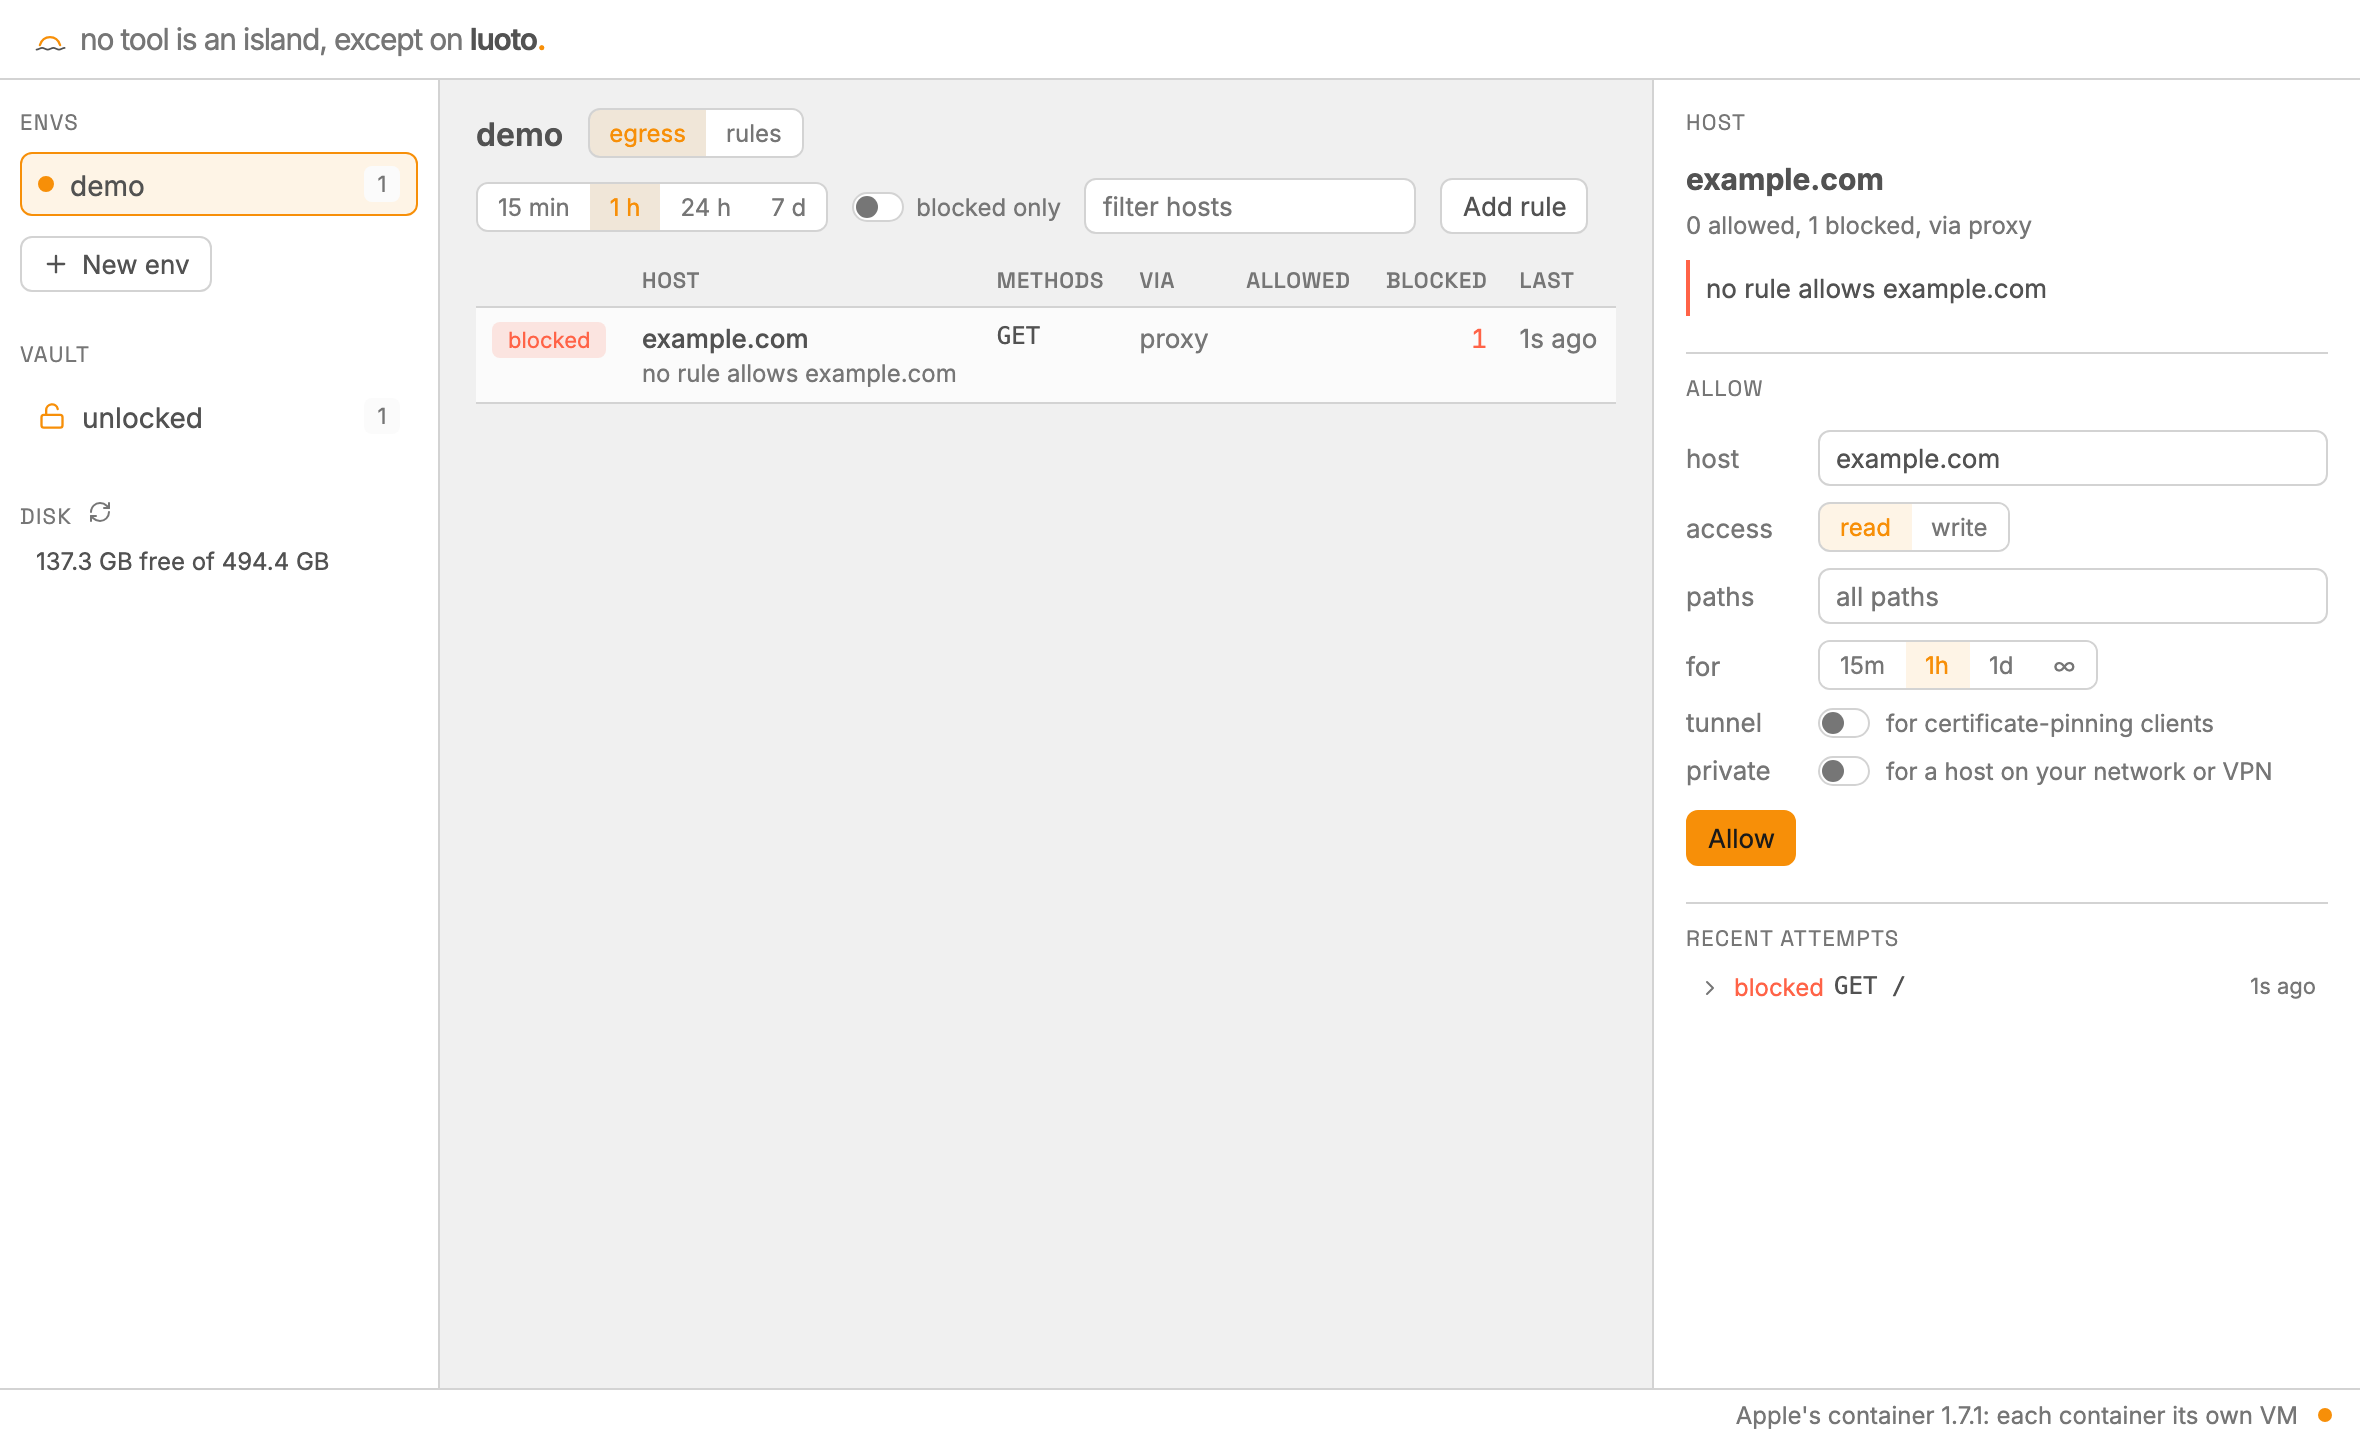 no tool is an island, except on luoto.
ENVS
demo 1
+ New env
VAULT
unlocked 1
DISK
137.3 GB free of 494.4 GB
demo egress rules
15 min 1 h 24 h 7 d blocked only filter hosts Add rule
HOST METHODS VIA ALLOWED BLOCKED LAST
blocked example.com GET proxy 1 1s ago
no rule allows example.com
HOST
example.com
0 allowed, 1 blocked, via proxy
no rule allows example.com
ALLOW
host example.com
access read write
paths all paths
for 15m 1h 1d ∞
tunnel for certificate-pinning clients
private for a host on your network or VPN
Allow
RECENT ATTEMPTS
blocked GET / 1s ago
Apple's container 1.7.1: each container its own VM